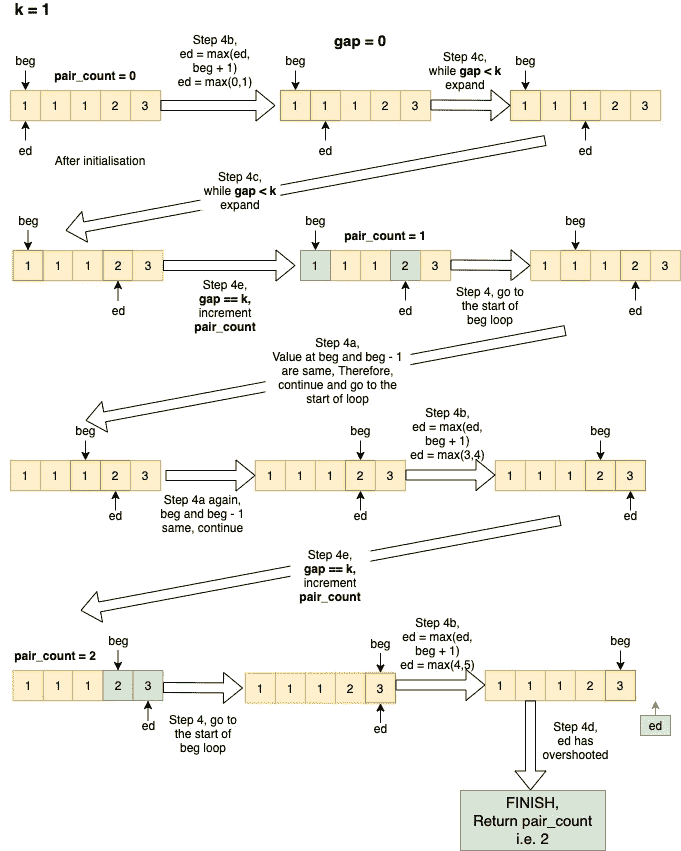 k = 1
Step 4b,
ed = max(ed,
beg + 1)
ed = max(0,1)
gap = 0
Step 4c,
while gap < k
expand
beg
pair_count = 0
beg
beg
1 1 1 2 3
1 1 1 2 3
1 1 1 2 3
ed
ed
ed
After initialisation
Step 4c,
while gap < k
expand
beg
beg
pair_count = 1
beg
1 1 1 2 3
1 1 1 2 3
1 1 1 2 3
ed
ed
ed
Step 4e,
gap == k,
increment
pair_count
Step 4, go to
the start of
beg loop
Step 4a,
Value at beg and beg - 1
are same, Therefore,
continue and go to the
start of loop
Step 4b,
ed = max(ed,
beg + 1)
ed = max(3,4)
beg
beg
beg
1 1 1 2 3
1 1 1 2 3
1 1 1 2 3
ed
ed
ed
Step 4a again,
beg and beg - 1
same, continue
Step 4e,
gap == k,
increment
pair_count
Step 4b,
ed = max(ed,
beg + 1)
ed = max(4,5)
pair_count = 2
beg
beg
beg
1 1 1 2 3
1 1 1 2 3
1 1 1 2 3
ed
ed
ed
Step 4, go to
the start of
beg loop
Step 4d,
ed has
overshooted
FINISH,
Return pair_count
i.e. 2